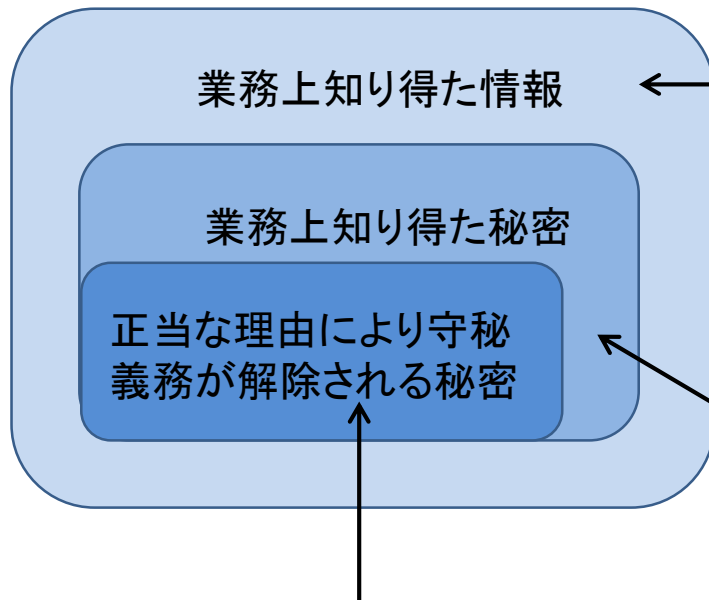 業務上知り得た情報
業務上知り得た秘密
正当な理由により守秘
義務が解除される秘密